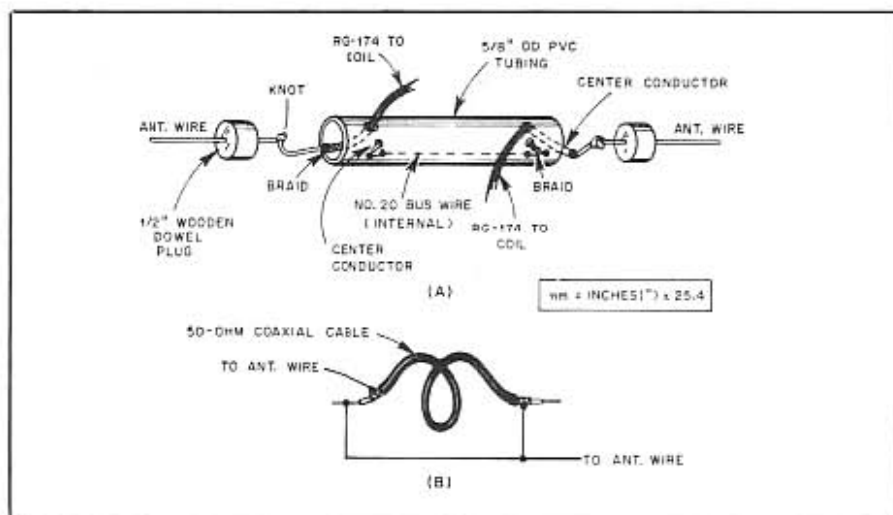 RG-174 TO
COIL
5/8" OD PVC
TUBING
CENTER
CONDUCTOR
KNOT
ANT. WIRE
ANT. WIRE
BRAID
BRAID
NO. 20 BUS WIRE
(INTERNAL)
RG-174 TO
COIL
1/2" WOODEN
DOWEL
PLUG
CENTER
CONDUCTOR
(A)
mm = INCHES(") x 25.4
50-OHM COAXIAL CABLE
TO ANT. WIRE
TO ANT. WIRE
(B)